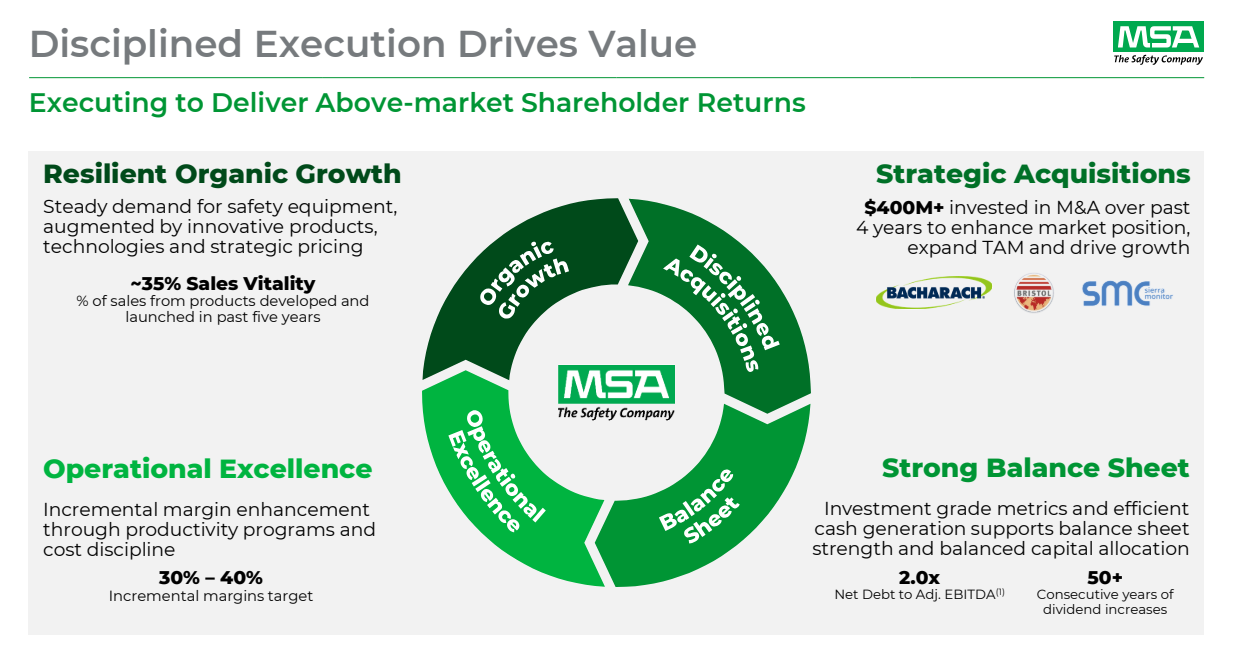 Disciplined Execution Drives Value
MSA
The Safety Company
Executing to Deliver Above-market Shareholder Returns
Resilient Organic Growth
Steady demand for safety equipment,
augmented by innovative products,
technologies and strategic pricing
~35% Sales Vitality
% of sales from products developed and
launched in past five years
Strategic Acquisitions
$400M+ invested in M&A over past
4 years to enhance market position,
expand TAM and drive growth
BACHARACH®
BRISTOL
smc sierra
monitor
Organic
Growth
Disciplined
Acquisitions
MSA
The Safety Company
Operational
Excellence
Balance
Sheet
Operational Excellence
Incremental margin enhancement
through productivity programs and
cost discipline
30% – 40%
Incremental margins target
Strong Balance Sheet
Investment grade metrics and efficient
cash generation supports balance sheet
strength and balanced capital allocation
2.0x
Net Debt to Adj. EBITDA(1)
50+
Consecutive years of
dividend increases